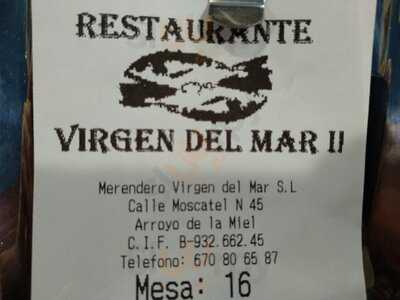 RESTAURANTE
VIRGEN DEL MAR II
Merendero Virgen del Mar S.L
Calle Moscatel N 45
Arroyo de la Miel
C.I.F. B-932.662.45
Telefono: 670 80 65 87
Mesa: 16